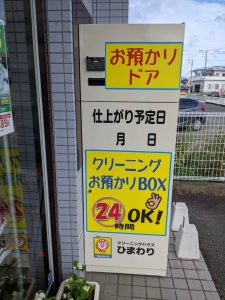 お預かり
ドア
仕上がり予定日
月 日
クリーニング
お預かりBOX
24時間
OK!
クリーニングハウス
ひまわり